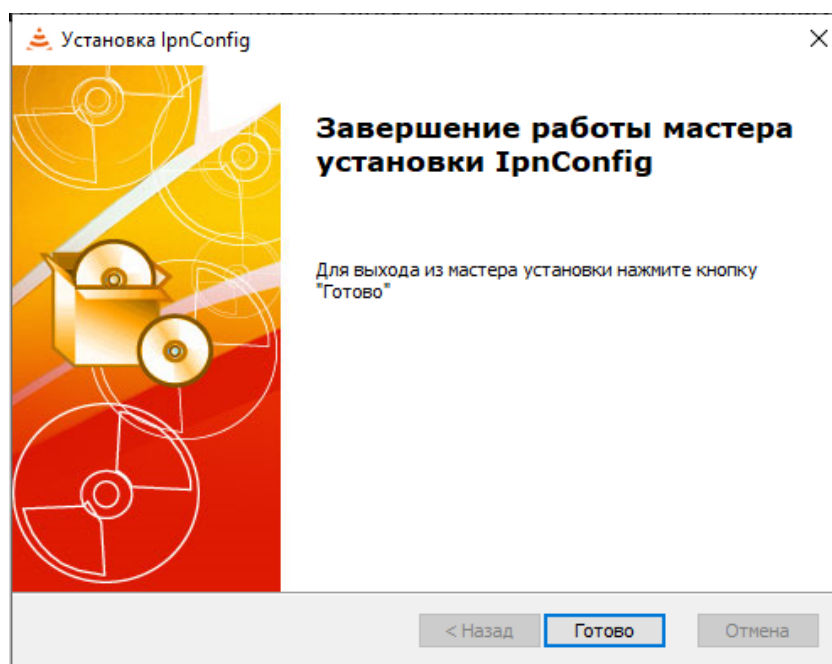 Установка IpnConfig
Завершение работы мастера
установки IpnConfig
Для выхода из мастера установки нажмите кнопку
"Готово"
< Назад
Готово
Отмена